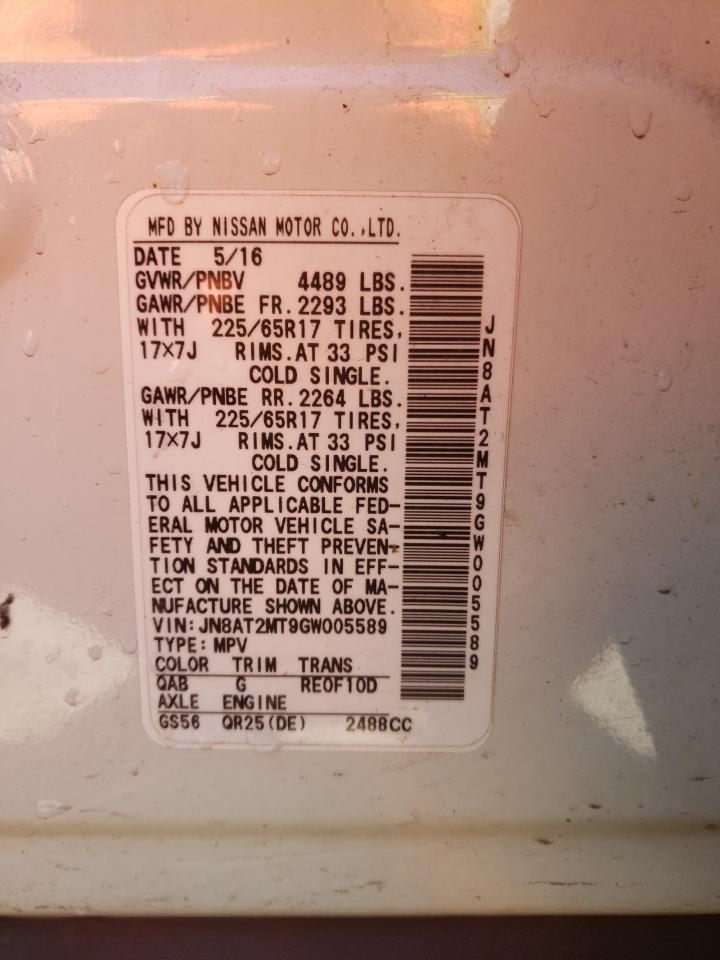 MFD BY NISSAN MOTOR CO.,LTD.
DATE 5/16
GVWR/PNBV 4489 LBS.
GAWR/PNBE FR.2293 LBS.
WITH 225/65R17 TIRES,
17×7J RIMS.AT 33 PSI
COLD SINGLE.
GAWR/PNBE RR.2264 LBS.
WITH 225/65R17 TIRES,
17×7J RIMS.AT 33 PSI
COLD SINGLE.
THIS VEHICLE CONFORMS
TO ALL APPLICABLE FED-
ERAL MOTOR VEHICLE SA-
FETY AND THEFT PREVEN-
TION STANDARDS IN EFF-
ECT ON THE DATE OF MA-
NUFACTURE SHOWN ABOVE.
VIN:JN8AT2MT9GW005589
TYPE:MPV
COLOR TRIM TRANS
QAB G RE0F10D
AXLE ENGINE
GS56 QR25(DE) 2488CC
JN8AT2MT9GW005589